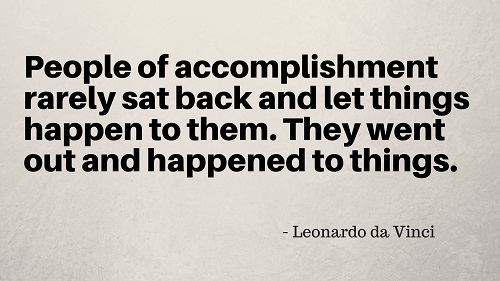 People of accomplishment
rarely sat back and let things
happen to them. They went
out and happened to things.
- Leonardo da Vinci